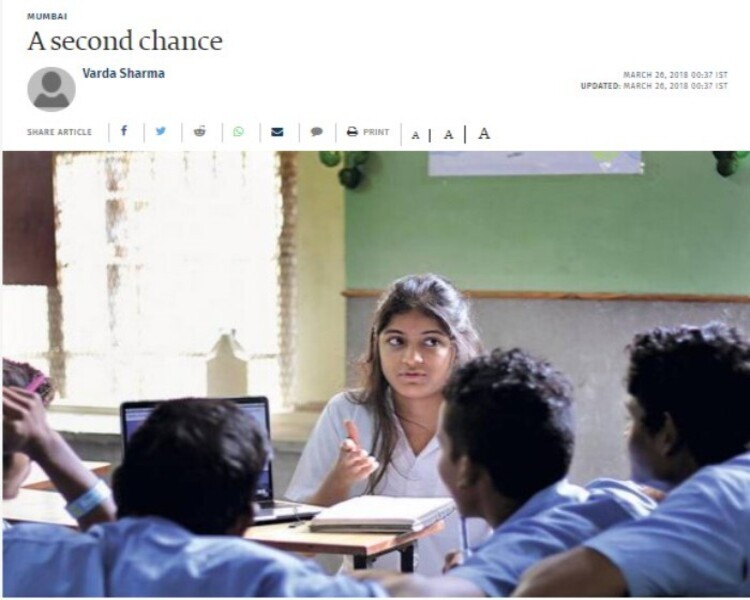 MUMBAI
A second chance
Varda Sharma
MARCH 26, 2018 00:37 IST
UPDATED: MARCH 26, 2018 00:37 IST
SHARE ARTICLE PRINT A A A